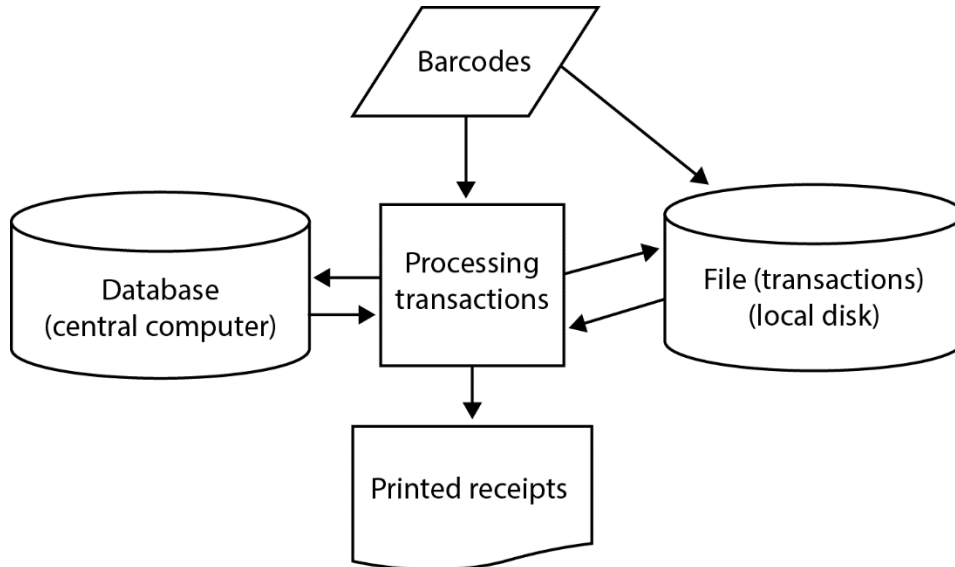 Barcodes
Database
(central computer)
Processing
transactions
File (transactions)
(local disk)
Printed receipts